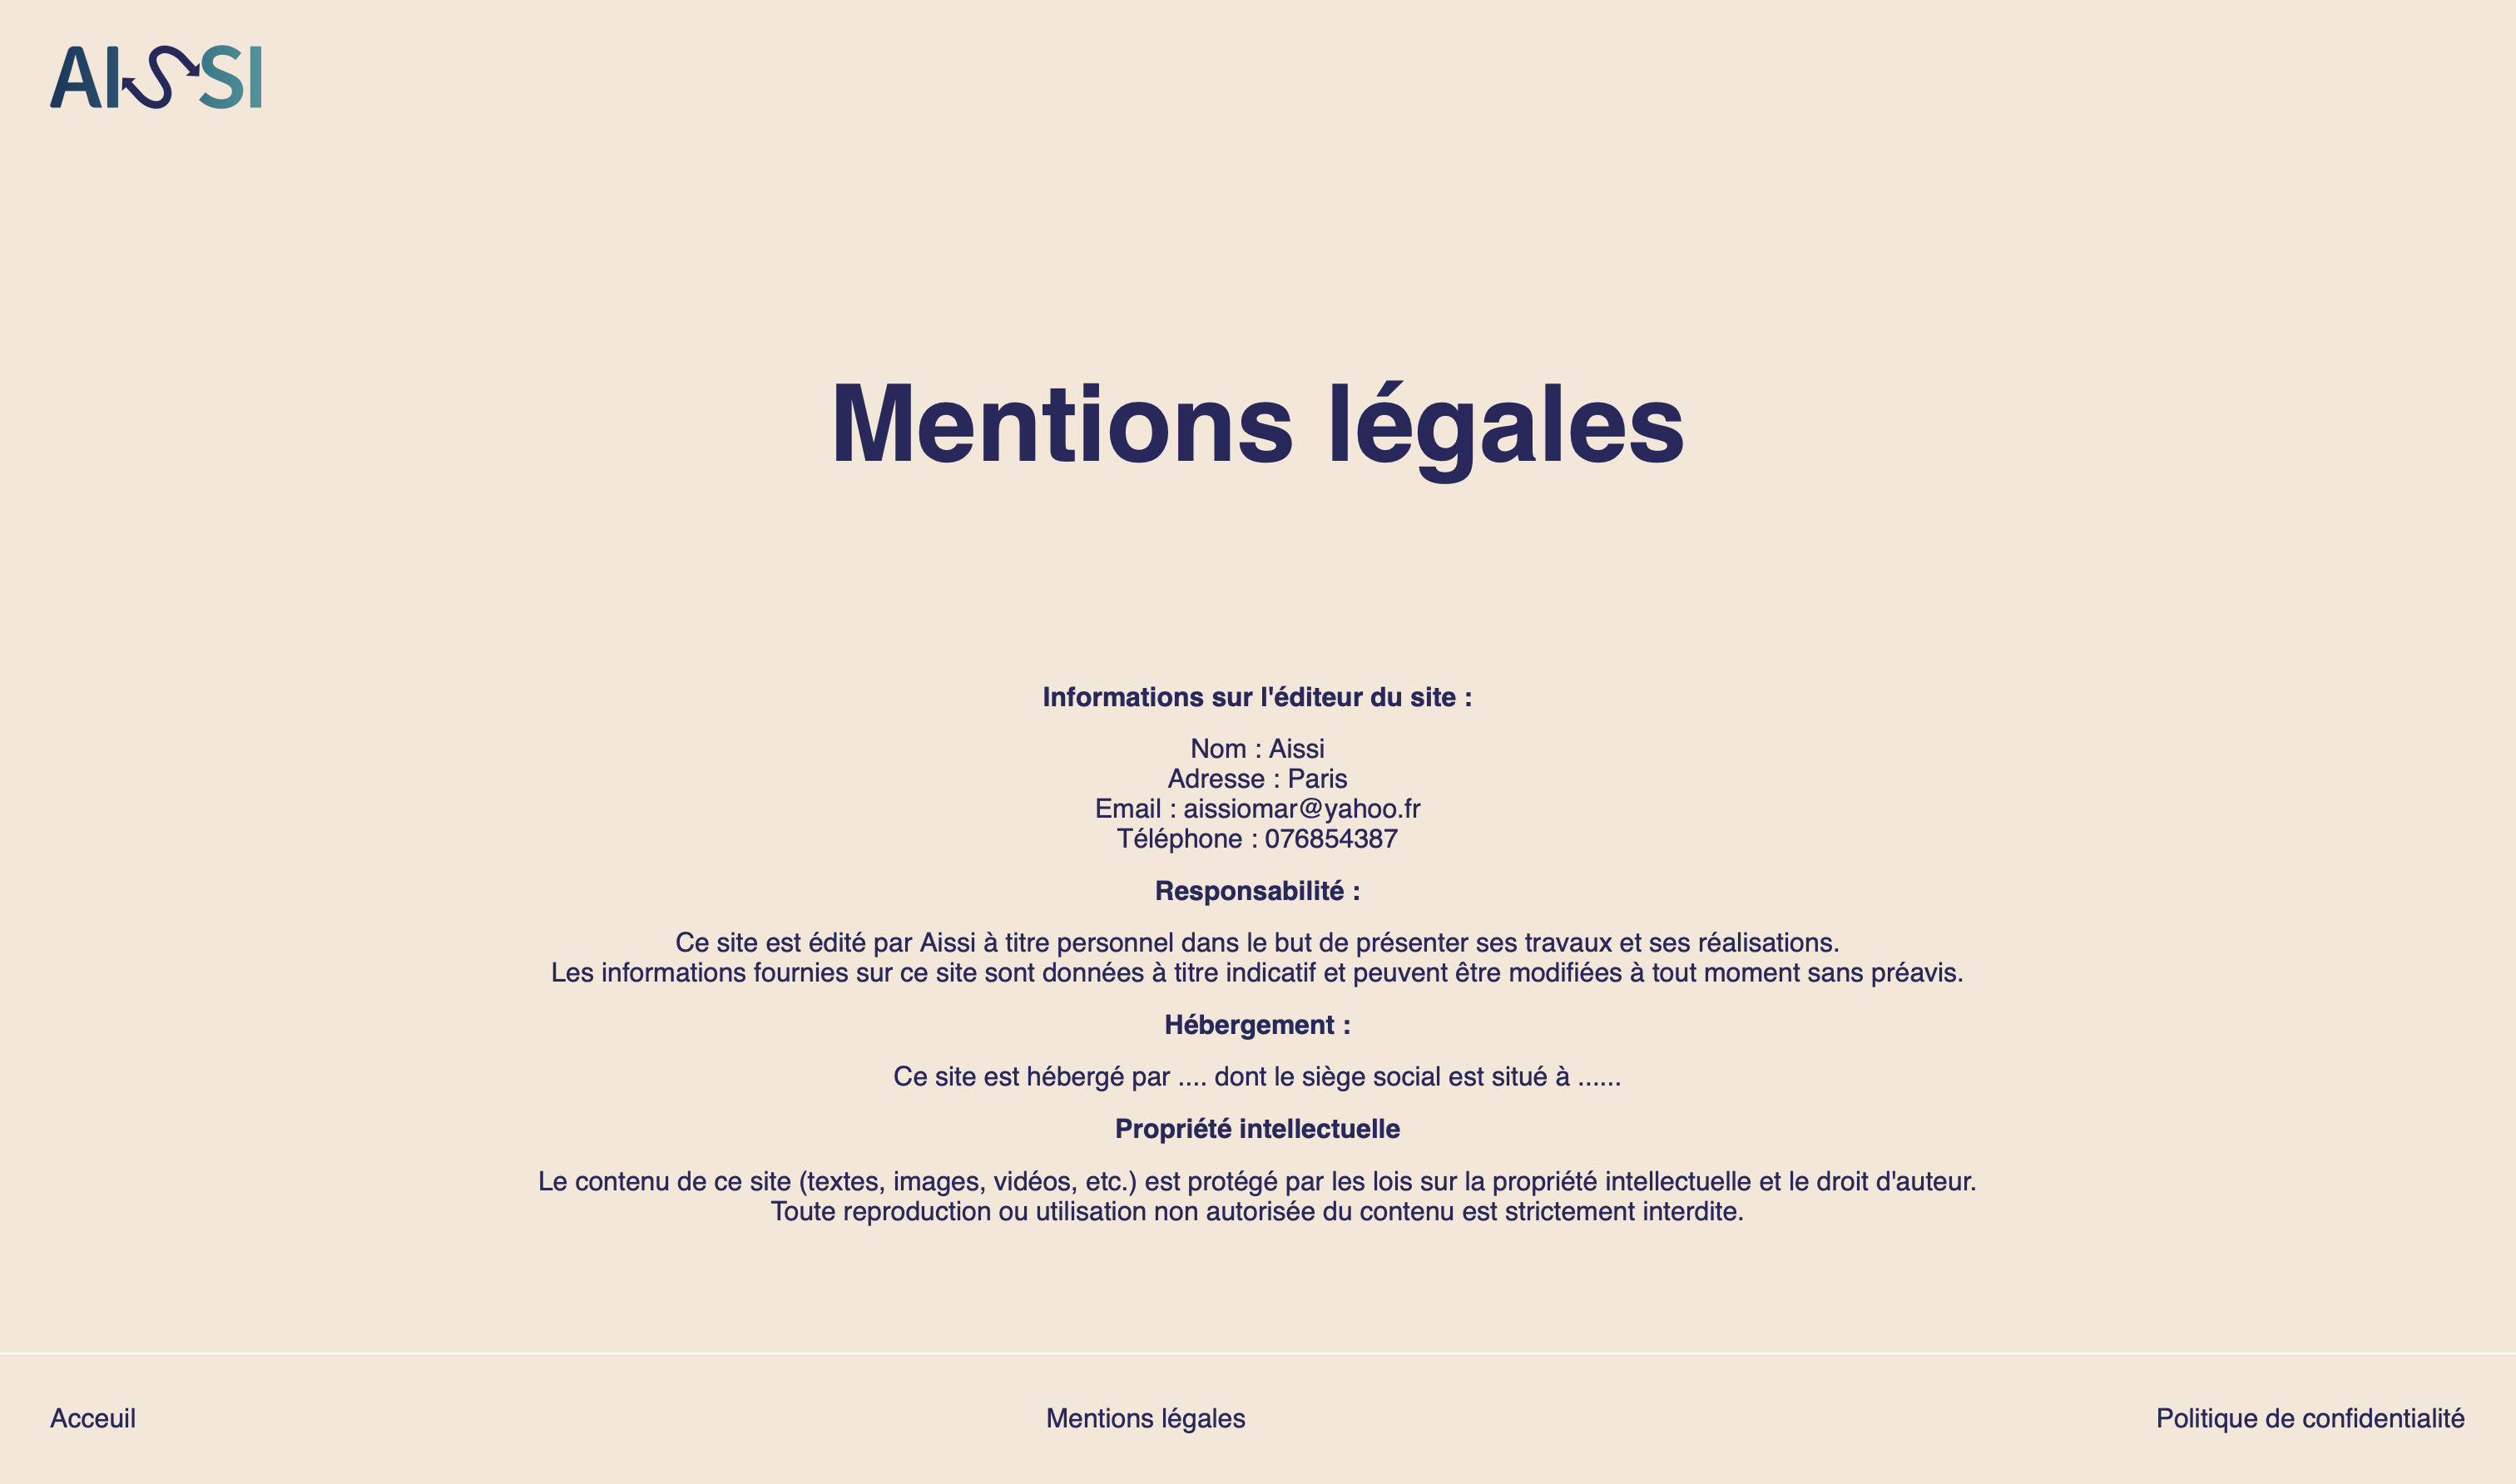 AISSI
Mentions légales
Informations sur l'éditeur du site :
Nom : Aissi
Adresse : Paris
Email : aissiomar@yahoo.fr
Téléphone : 076854387
Responsabilité :
Ce site est édité par Aissi à titre personnel dans le but de présenter ses travaux et ses réalisations.
Les informations fournies sur ce site sont données à titre indicatif et peuvent être modifiées à tout moment sans préavis.
Hébergement :
Ce site est hébergé par .... dont le siège social est situé à ......
Propriété intellectuelle
Le contenu de ce site (textes, images, vidéos, etc.) est protégé par les lois sur la propriété intellectuelle et le droit d'auteur.
Toute reproduction ou utilisation non autorisée du contenu est strictement interdite.
Acceuil
Mentions légales
Politique de confidentialité